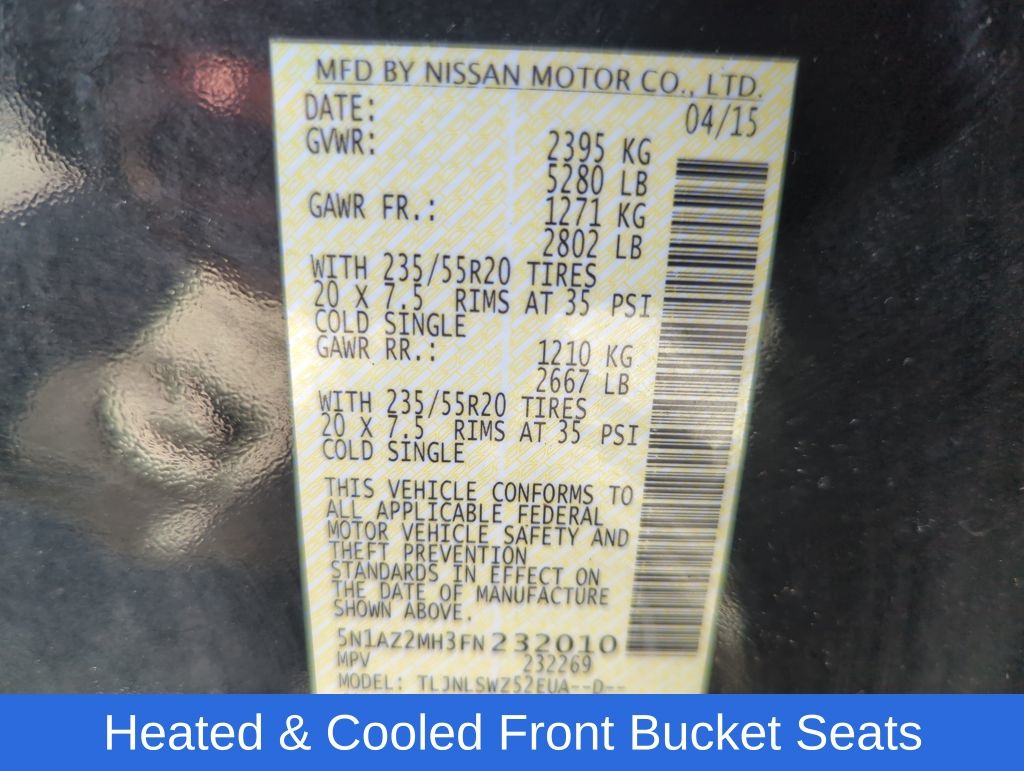 MFD BY NISSAN MOTOR CO., LTD.
DATE: 04/15
GVWR: 2395 KG
5280 LB
GAWR FR.: 1271 KG
2802 LB
WITH 235/55R20 TIRES
20 X 7.5 RIMS AT 35 PSI
COLD SINGLE
GAWR RR.: 1210 KG
2667 LB
WITH 235/55R20 TIRES
20 X 7.5 RIMS AT 35 PSI
COLD SINGLE
THIS VEHICLE CONFORMS TO
ALL APPLICABLE FEDERAL
MOTOR VEHICLE SAFETY AND
THEFT PREVENTION
STANDARDS IN EFFECT ON
THE DATE OF MANUFACTURE
SHOWN ABOVE.
5N1AZ2MH3FN232010
MPV 232269
MODEL: TLJNLSWZ52EUA--D--
Heated & Cooled Front Bucket Seats